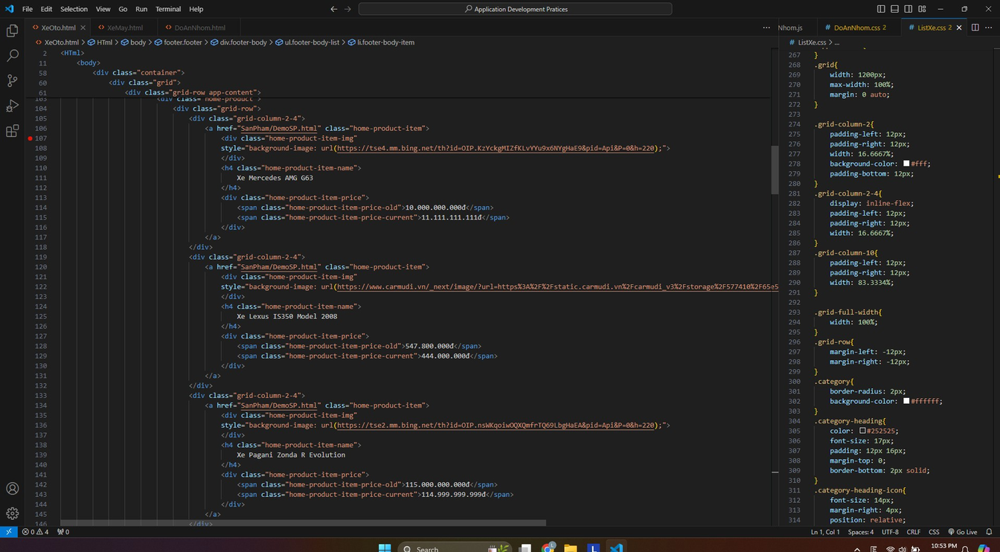 File Edit Selection View Go Run Terminal Help
Application Development Pratices
XeOto.html
XeMay.html
DoAnNhom.html
Nhom.js
DoAnNhom.css 2
ListXe.css 2
XeOto.html > HTml > body > footer.footer > div.footer-body > ul.footer-body-list > li.footer-body-item
ListXe.css > ...
2 <HTml>
11 <body>
58 <div class="container">
60 <div class="grid">
61 <div class="grid-row app-content">
103 <div class="home-product">
104 <div class="grid-row">
105 <div class="grid-column-2-4">
106 <a href="SanPham/DemoSP.html" class="home-product-item">
107 <div class="home-product-item-img"
108 style="background-image: url(https://tse4.mm.bing.net/th?id=OIP.KzYckgMIZfKLvYYu9x6NYgHaE9&pid=Api&P=0&h=220);">
109 </div>
110 <h4 class="home-product-item-name">
111 Xe Mercedes AMG G63
112 </h4>
113 <div class="home-product-item-price">
114 <span class="home-product-item-price-old">10.000.000.000đ</span>
115 <span class="home-product-item-price-current">11.111.111.111đ</span>
116 </div>
117 </a>
118 </div>
119 <div class="grid-column-2-4">
120 <a href="SanPham/DemoSP.html" class="home-product-item">
121 <div class="home-product-item-img"
122 style="background-image: url(https://www.carmudi.vn/_next/image/?url=https%3A%2F%2Fstatic.carmudi.vn%2Fcarmudi_v3%2Fstorage%2F577410%2F65e5
123 </div>
124 <h4 class="home-product-item-name">
125 Xe Lexus IS350 Model 2008
126 </h4>
127 <div class="home-product-item-price">
128 <span class="home-product-item-price-old">547.800.000đ</span>
129 <span class="home-product-item-price-current">444.000.000đ</span>
130 </div>
131 </a>
132 </div>
133 <div class="grid-column-2-4">
134 <a href="SanPham/DemoSP.html" class="home-product-item">
135 <div class="home-product-item-img"
136 style="background-image: url(https://tse2.mm.bing.net/th?id=OIP.nsWKqoiwOQXQmfrTQ69LbgHaEA&pid=Api&P=0&h=220);">
137 </div>
138 <h4 class="home-product-item-name">
139 Xe Pagani Zonda R Evolution
140 </h4>
141 <div class="home-product-item-price">
142 <span class="home-product-item-price-old">115.000.000.000đ</span>
143 <span class="home-product-item-price-current">114.999.999.999đ</span>
144 </div>
145 </a>
146 </div>
267 }
268 .grid{
269 width: 1200px;
270 max-width: 100%;
271 margin: 0 auto;
272 }
273
274 .grid-column-2{
275 padding-left: 12px;
276 padding-right: 12px;
277 width: 16.6667%;
278 background-color: #fff;
279 padding-bottom: 12px;
280 }
281 .grid-column-2-4{
282 display: inline-flex;
283 padding-left: 12px;
284 padding-right: 12px;
285 width: 16.6667%;
286 }
287 .grid-column-10{
288 padding-left: 12px;
289 padding-right: 12px;
290 width: 83.3334%;
291 }
292
293 .grid-full-width{
294 width: 100%;
295 }
296 .grid-row{
297 margin-left: -12px;
298 margin-right: -12px;
299 }
300 .category{
301 border-radius: 2px;
302 background-color: #ffffff;
303 }
304 .category-heading{
305 color: #252525;
306 font-size: 17px;
307 padding: 12px 16px;
308 margin-top: 0;
309 border-bottom: 2px solid;
310 }
311 .category-heading-icon{
312 font-size: 14px;
313 margin-right: 4px;
314 position: relative;
0 4 0 Ln 1, Col 1 Spaces: 4 UTF-8 CRLF CSS Go Live
Search
10:53 PM